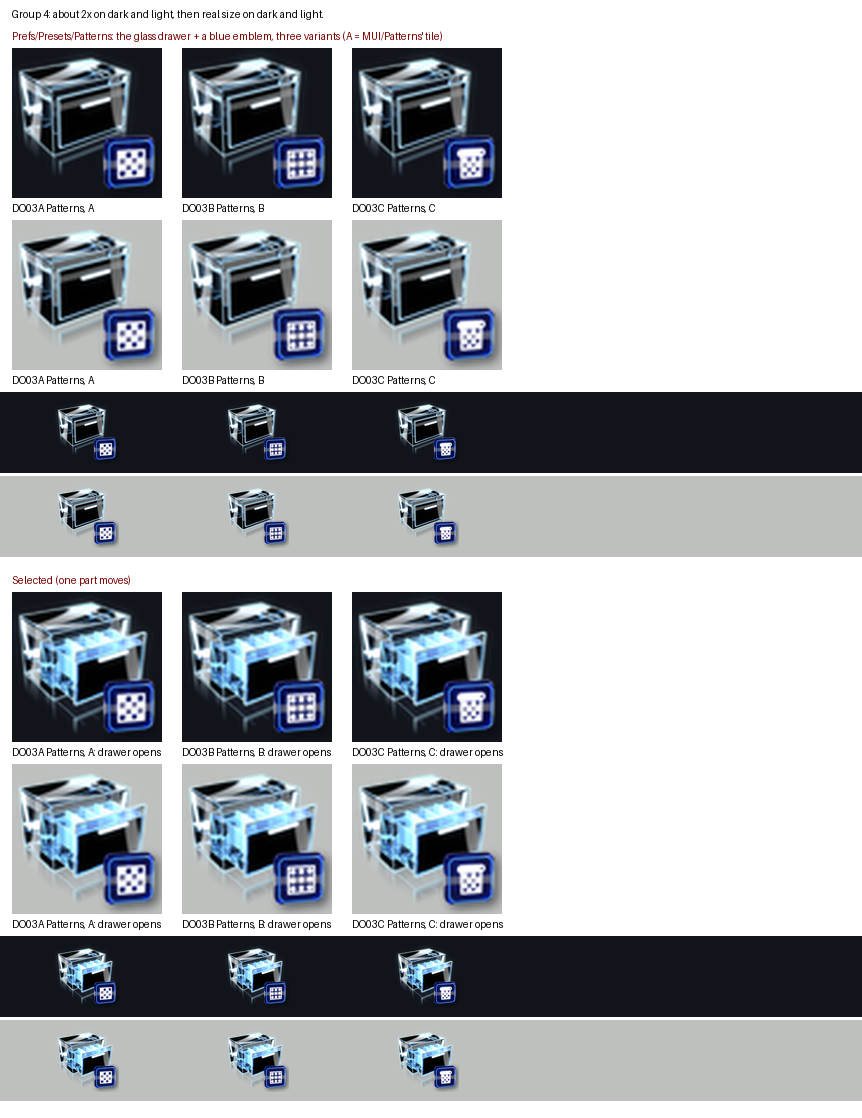 Group 4: about 2x on dark and light, then real size on dark and light.
Prefs/Presets/Patterns: the glass drawer + a blue emblem, three variants (A = MUI/Patterns' tile)
DO03A Patterns, A
DO03B Patterns, B
DO03C Patterns, C
DO03A Patterns, A
DO03B Patterns, B
DO03C Patterns, C
Selected (one part moves)
DO03A Patterns, A: drawer opens
DO03B Patterns, B: drawer opens
DO03C Patterns, C: drawer opens
DO03A Patterns, A: drawer opens
DO03B Patterns, B: drawer opens
DO03C Patterns, C: drawer opens